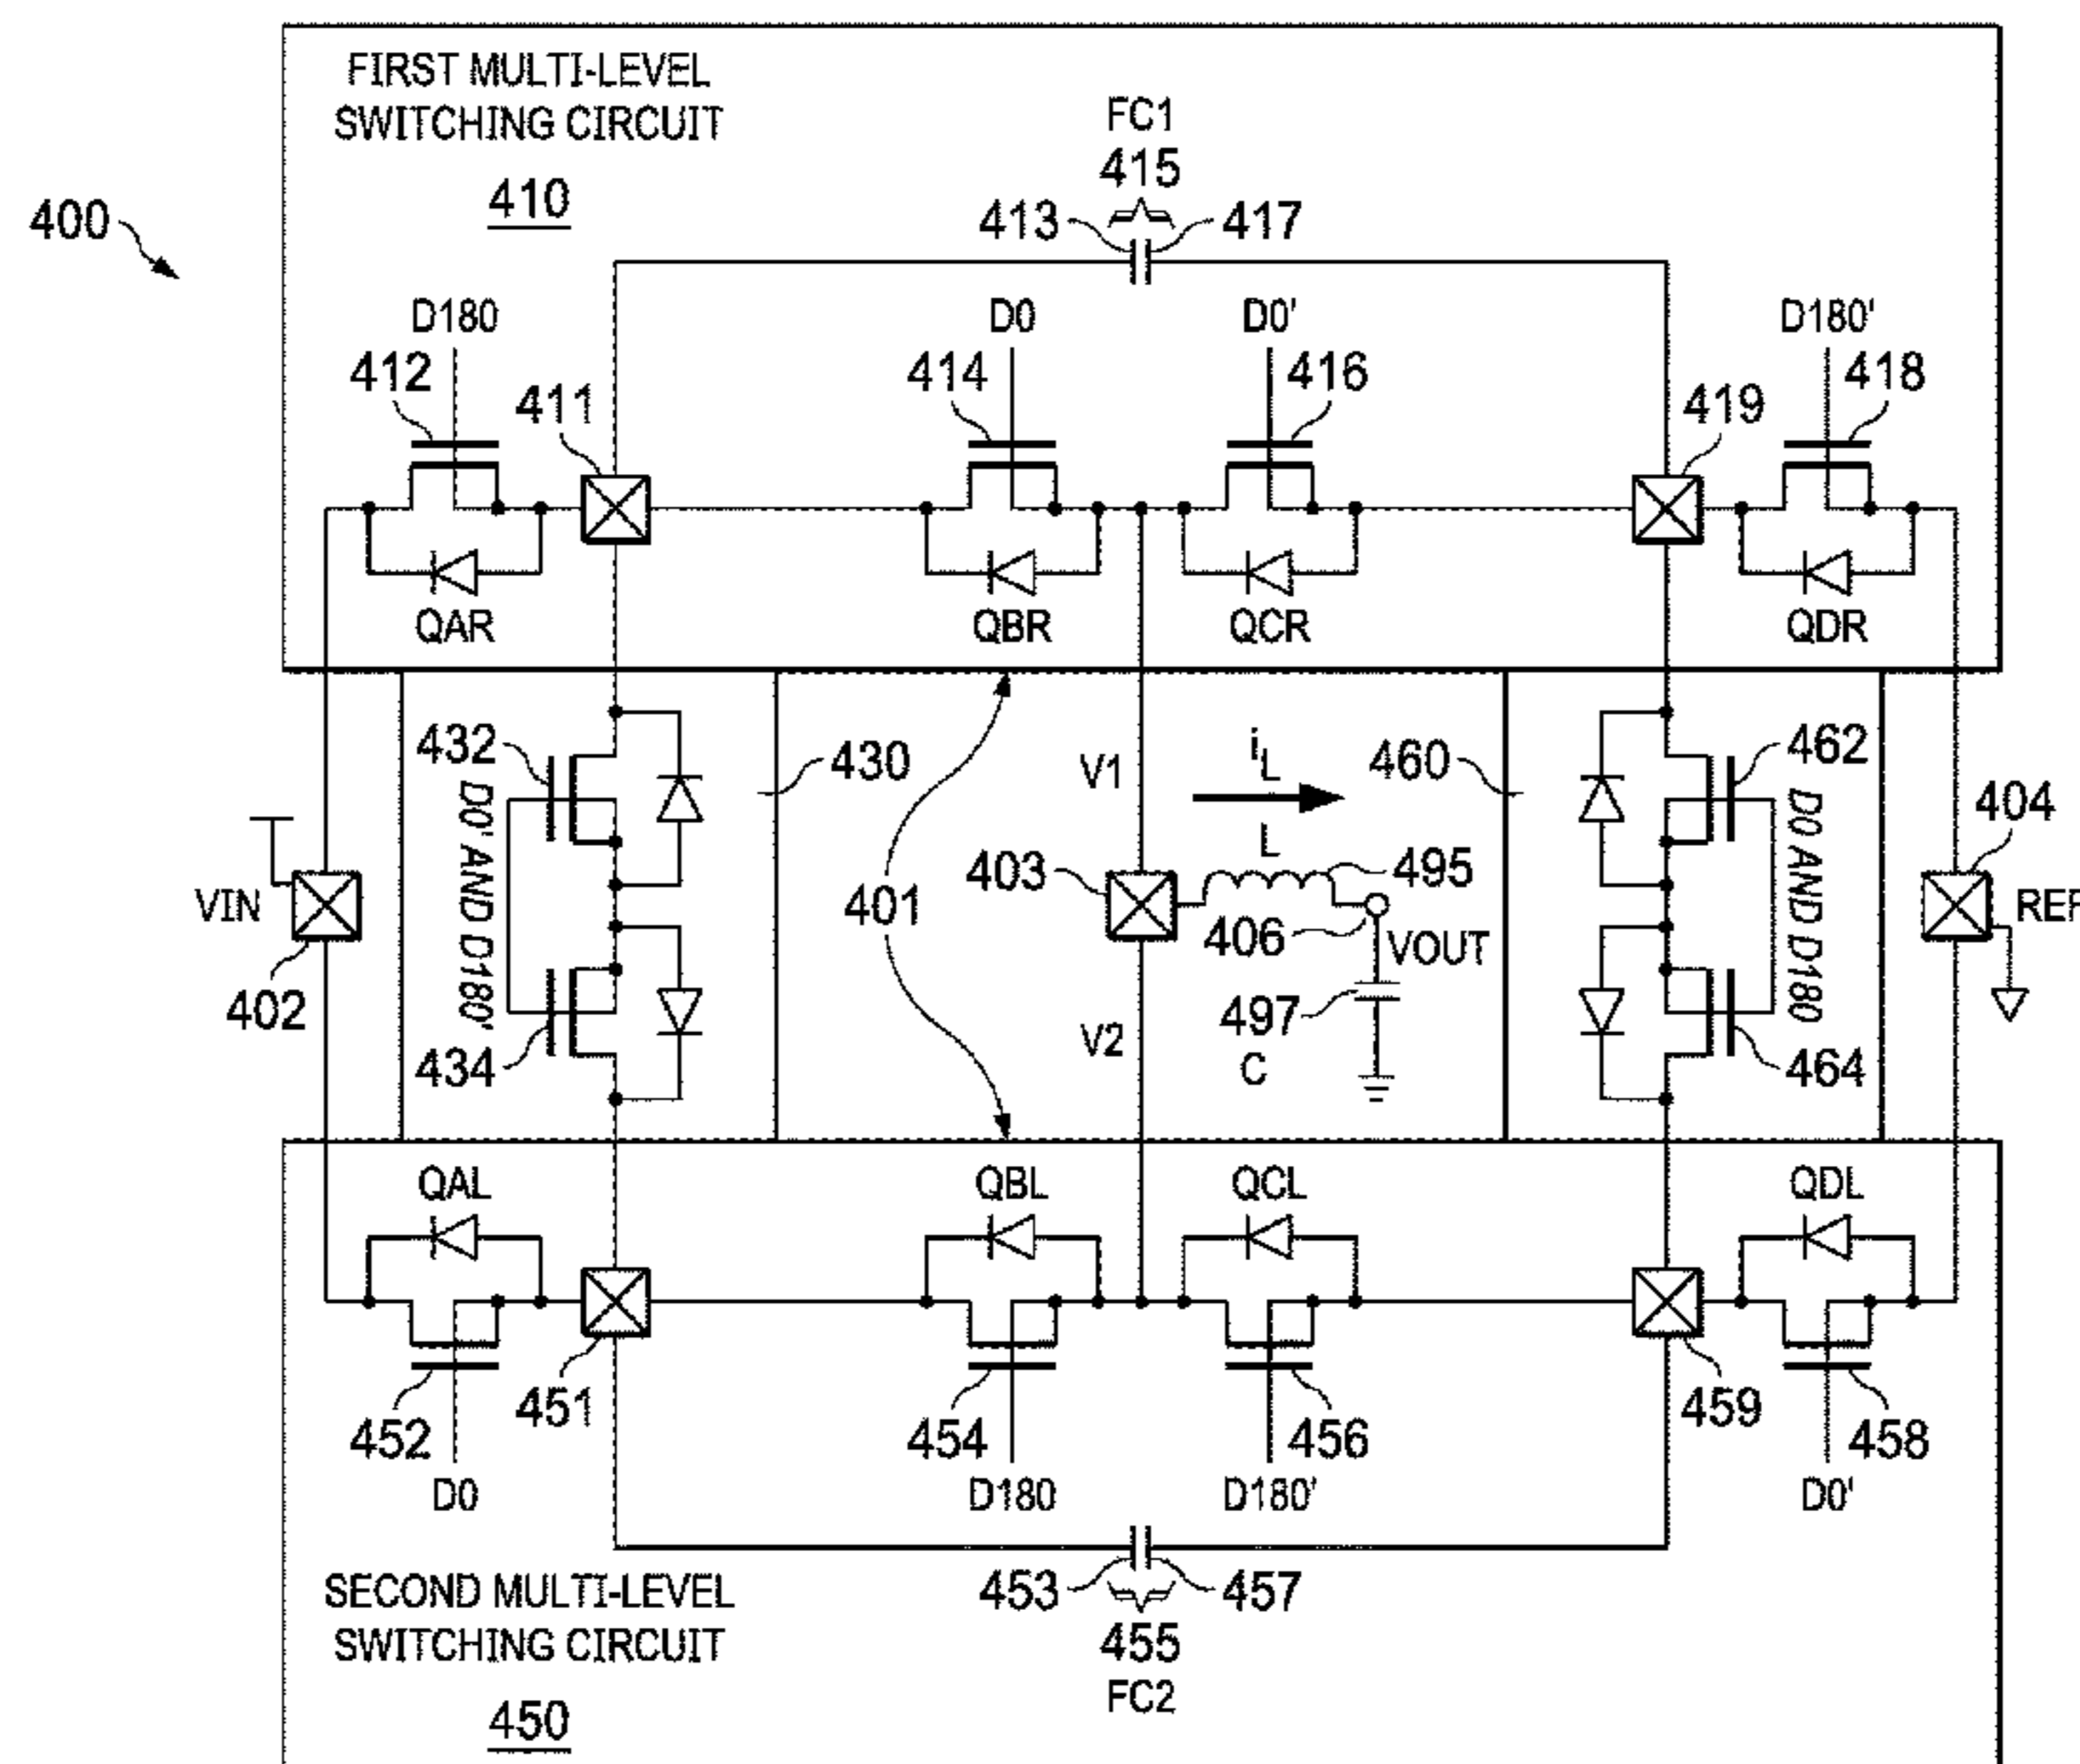 FIRST MULTI-LEVEL
SWITCHING CIRCUIT
410
400
FC1
415
413
417
D180
D0
D0'
D180'
412
411
414
416
419
418
QAR
QBR
QCR
QDR
432
D0' AND D180'
434
430
401
V1
iL
L
403
495
406
VOUT
497
C
V2
460
462
D0 AND D180
464
404
REF
VIN
402
QAL
QBL
QCL
QDL
452
451
454
456
459
458
D0
D180
D180'
D0'
453
457
455
FC2
SECOND MULTI-LEVEL
SWITCHING CIRCUIT
450